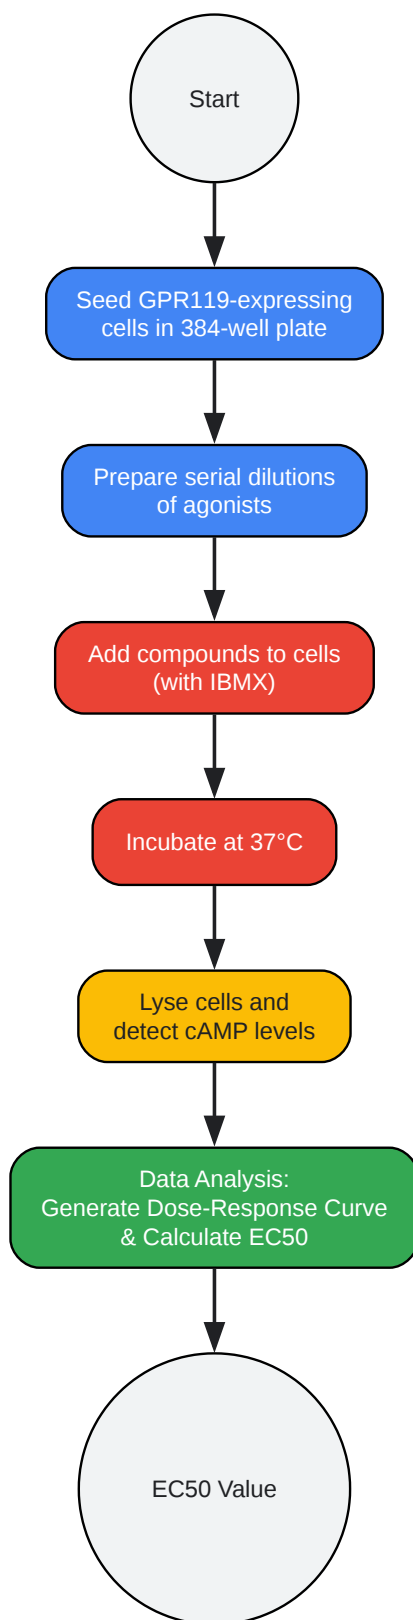 Start
Seed GPR119-expressing
cells in 384-well plate
Prepare serial dilutions
of agonists
Add compounds to cells
(with IBMX)
Incubate at 37°C
Lyse cells and
detect cAMP levels
Data Analysis:
Generate Dose-Response Curve
& Calculate EC50
EC50 Value